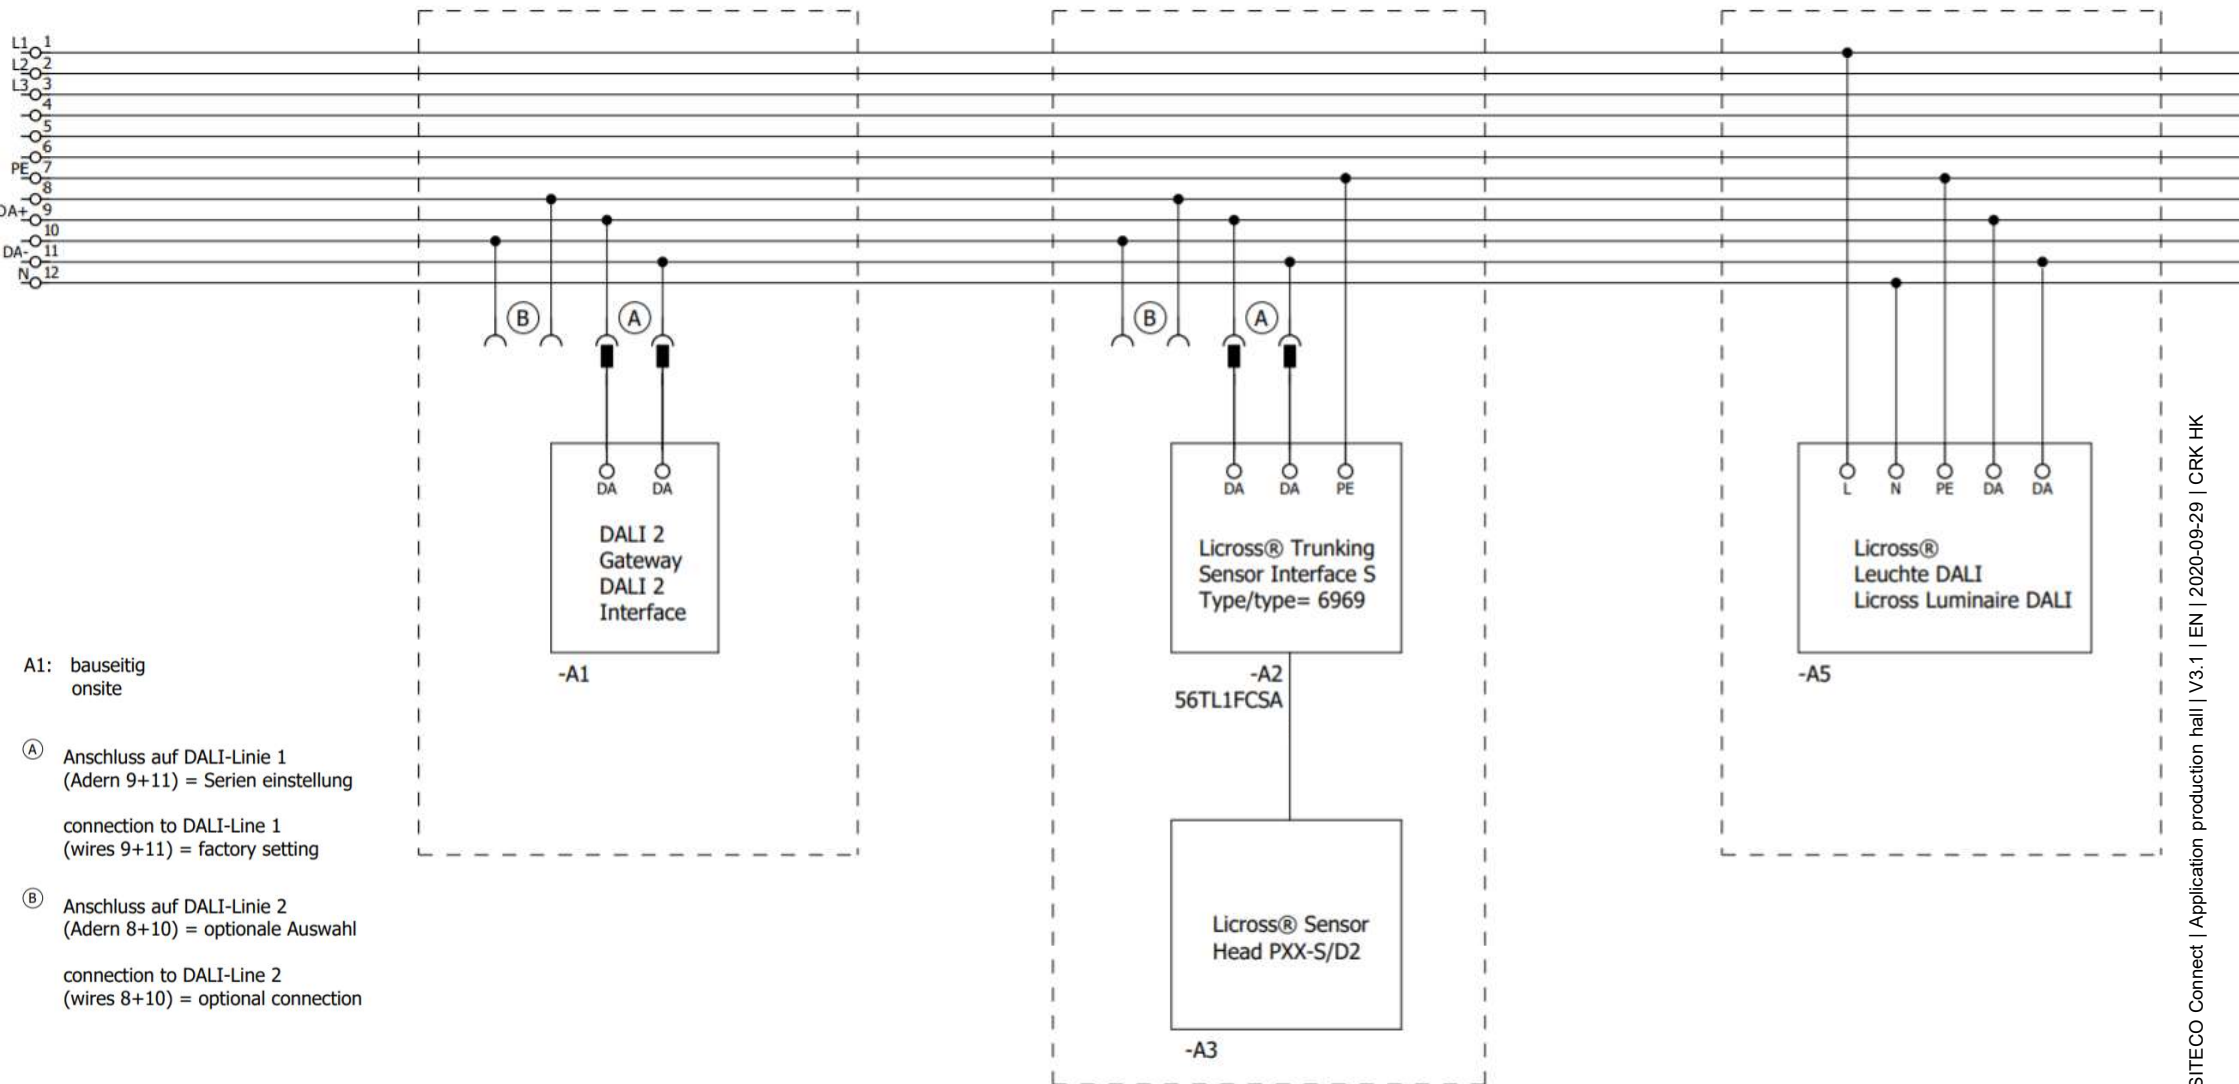 L1 1
L2 2
L3 3
4
5
6
PE 7
8
DA+ 9
10
DA- 11
N 12
B A
DA DA
DALI 2
Gateway
DALI 2
Interface
-A1
B A
DA DA PE
Licross® Trunking
Sensor Interface S
Type/type= 6969
-A2
56TL1FCSA
Licross® Sensor
Head PXX-S/D2
-A3
L N PE DA DA
Licross®
Leuchte DALI
Licross Luminaire DALI
-A5
A1: bauseitig
onsite
A Anschluss auf DALI-Linie 1
(Adern 9+11) = Serien einstellung
connection to DALI-Line 1
(wires 9+11) = factory setting
B Anschluss auf DALI-Linie 2
(Adern 8+10) = optionale Auswahl
connection to DALI-Line 2
(wires 8+10) = optional connection
SITECO Connect | Application production hall | V3.1 | EN | 2020-09-29 | CRK HK